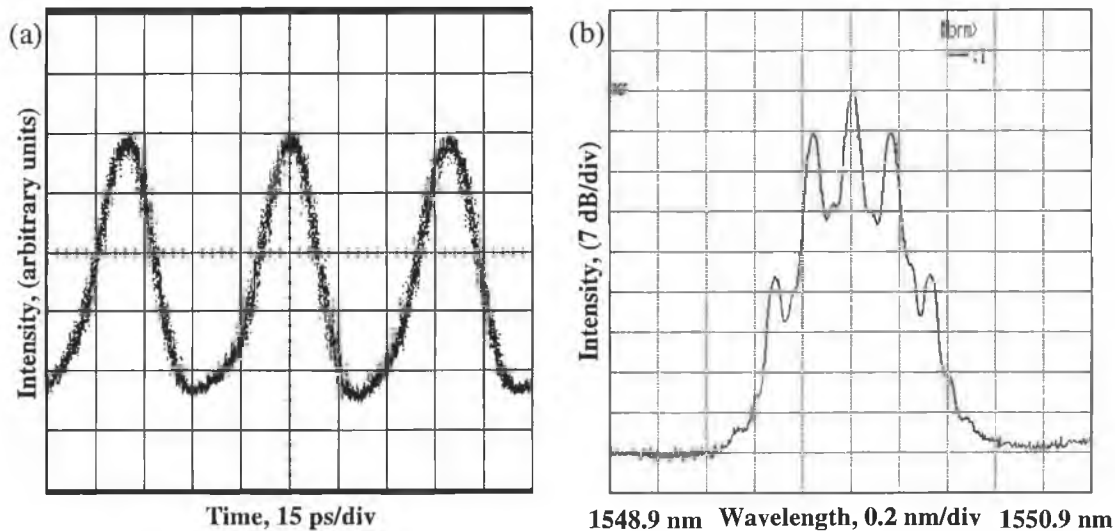 (a)
Intensity, (arbitrary units)
Time, 15 ps/div
(b)
Intensity, (7 dB/div)
1548.9 nm Wavelength, 0.2 nm/div 1550.9 nm